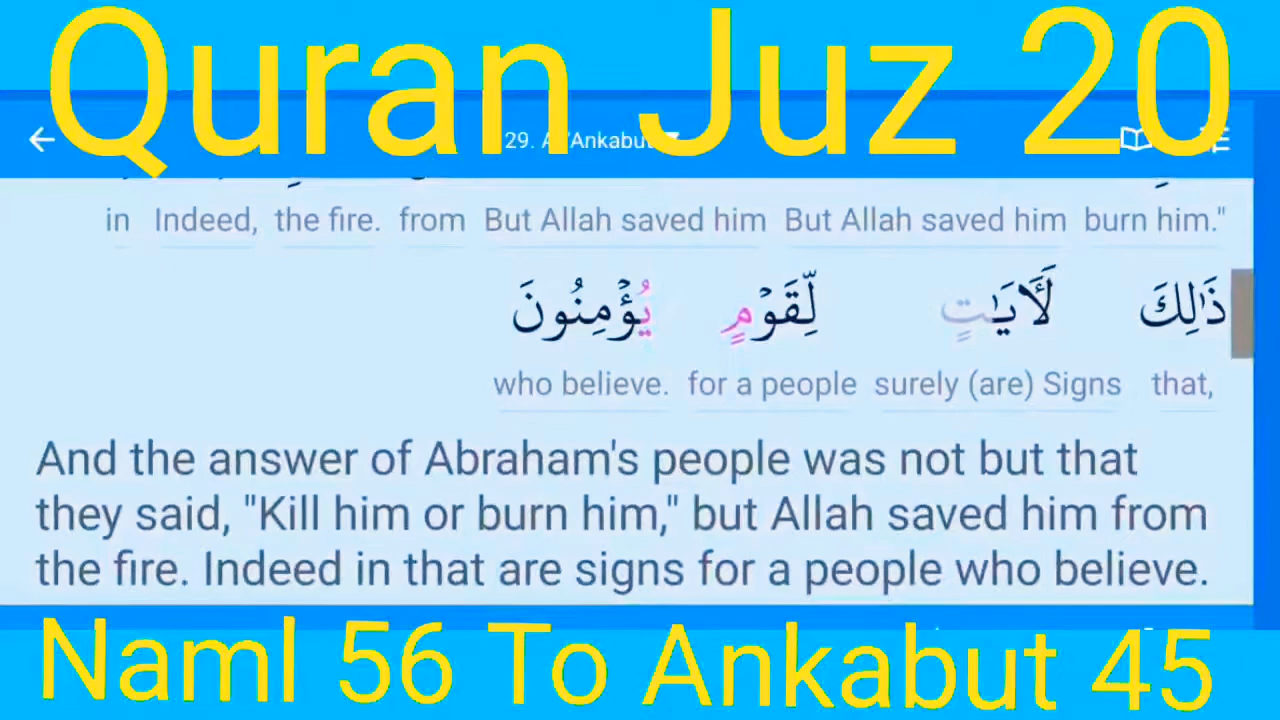 Quran Juz 20
29. Al-'Ankabut
in Indeed, the fire. from But Allah saved him But Allah saved him burn him."
ذَٰلِكَ لَـَٔايَـٰتٍ لِّقَوْمٍ يُؤْمِنُونَ
who believe. for a people surely (are) Signs that,
And the answer of Abraham's people was not but that
they said, "Kill him or burn him," but Allah saved him from
the fire. Indeed in that are signs for a people who believe.
Naml 56 To Ankabut 45